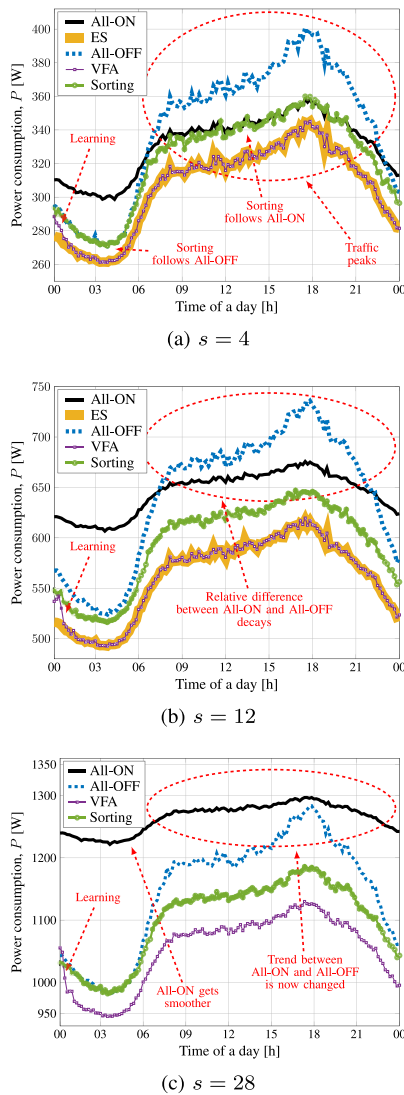 Power consumption, P [W]
400
380
360
340
320
300
280
260
All-ON
ES
All-OFF
VFA
Sorting
Learning
Sorting
follows All-OFF
Sorting
follows All-ON
Traffic
peaks
00 03 06 09 12 15 18 21 00
Time of a day [h]
(a) s = 4
Power consumption, P [W]
750
700
650
600
550
500
All-ON
ES
All-OFF
VFA
Sorting
Learning
Relative difference
between All-ON and All-OFF
decays
00 03 06 09 12 15 18 21 00
Time of a day [h]
(b) s = 12
Power consumption, P [W]
1350
1300
1200
1100
1000
950
All-ON
All-OFF
VFA
Sorting
Learning
All-ON gets
smoother
Trend between
All-ON and All-OFF
is now changed
00 03 06 09 12 15 18 21 00
Time of a day [h]
(c) s = 28